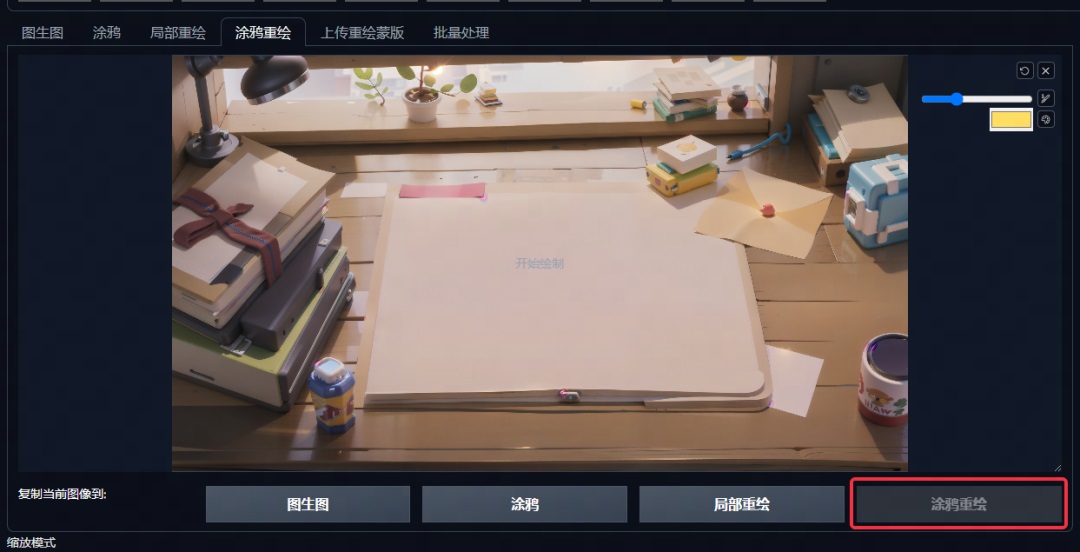 图生图 涂鸦 局部重绘 涂鸦重绘 上传重绘蒙版 批量处理
开始绘制
复制当前图像到:
图生图 涂鸦 局部重绘 涂鸦重绘
缩放模式